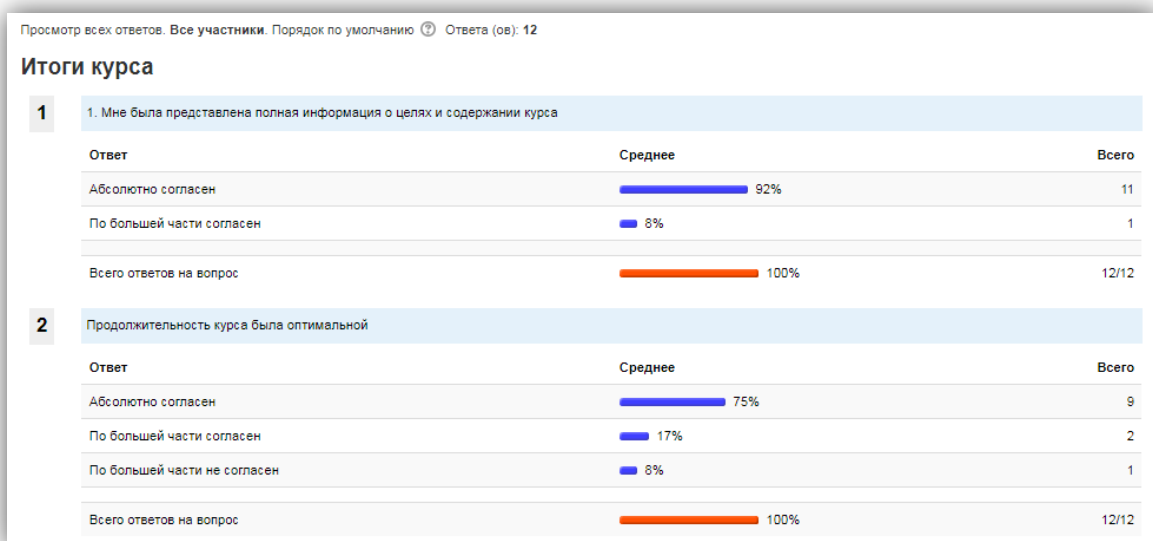 Просмотр всех ответов. Все участники. Порядок по умолчанию ? Ответа (ов): 12
Итоги курса
1 1. Мне была представлена полная информация о целях и содержании курса
Ответ Среднее Всего
Абсолютно согласен 92% 11
По большей части согласен 8% 1
Всего ответов на вопрос 100% 12/12
2 Продолжительность курса была оптимальной
Ответ Среднее Всего
Абсолютно согласен 75% 9
По большей части согласен 17% 2
По большей части не согласен 8% 1
Всего ответов на вопрос 100% 12/12